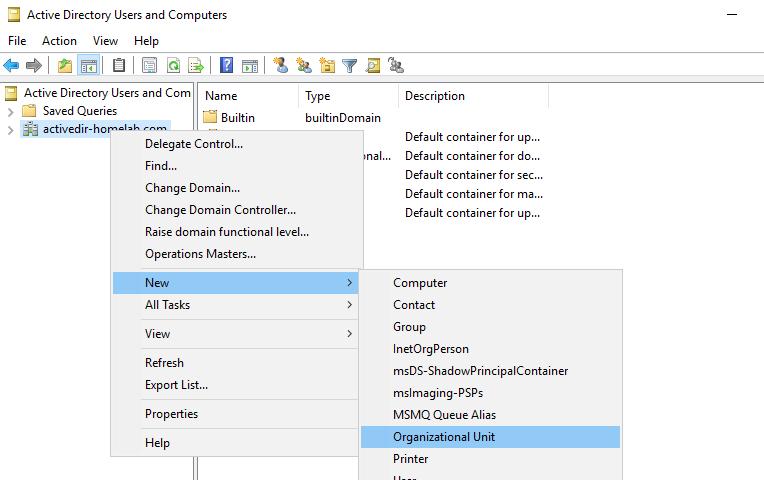 Active Directory Users and Computers
File Action View Help
Active Directory Users and Com
Saved Queries
activedir-homelab.com
Name Type Description
Builtin builtinDomain
Default container for up...
onal... Default container for do...
Default container for sec...
Default container for ma...
Default container for up...
Delegate Control...
Find...
Change Domain...
Change Domain Controller...
Raise domain functional level...
Operations Masters...
New
All Tasks
View
Refresh
Export List...
Properties
Help
Computer
Contact
Group
InetOrgPerson
msDS-ShadowPrincipalContainer
msImaging-PSPs
MSMQ Queue Alias
Organizational Unit
Printer